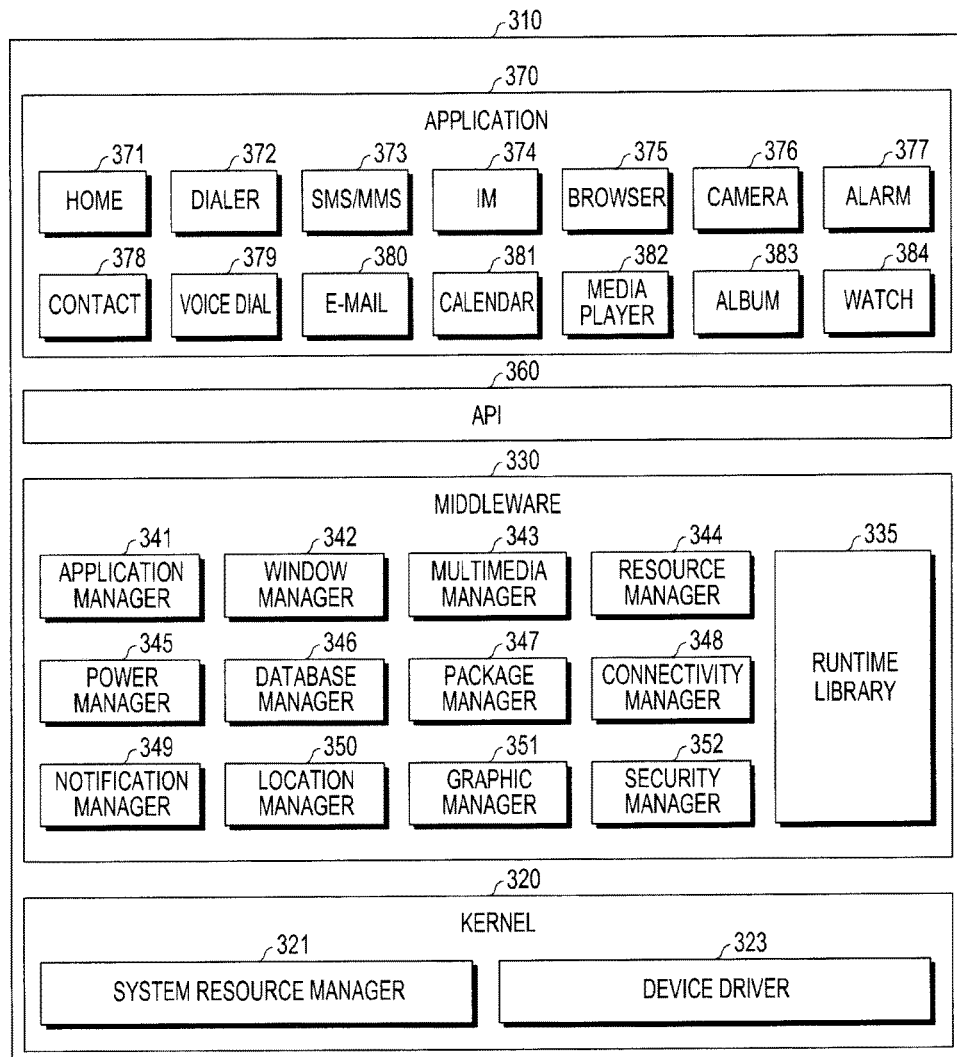 310
370
APPLICATION
371 372 373 374 375 376 377
HOME DIALER SMS/MMS IM BROWSER CAMERA ALARM
378 379 380 381 382 383 384
CONTACT VOICE DIAL E-MAIL CALENDAR MEDIA PLAYER ALBUM WATCH
360
API
330
MIDDLEWARE
341 342 343 344 335
APPLICATION MANAGER WINDOW MANAGER MULTIMEDIA MANAGER RESOURCE MANAGER
345 346 347 348
POWER MANAGER DATABASE MANAGER PACKAGE MANAGER CONNECTIVITY MANAGER RUNTIME LIBRARY
349 350 351 352
NOTIFICATION MANAGER LOCATION MANAGER GRAPHIC MANAGER SECURITY MANAGER
320
KERNEL
321 323
SYSTEM RESOURCE MANAGER DEVICE DRIVER